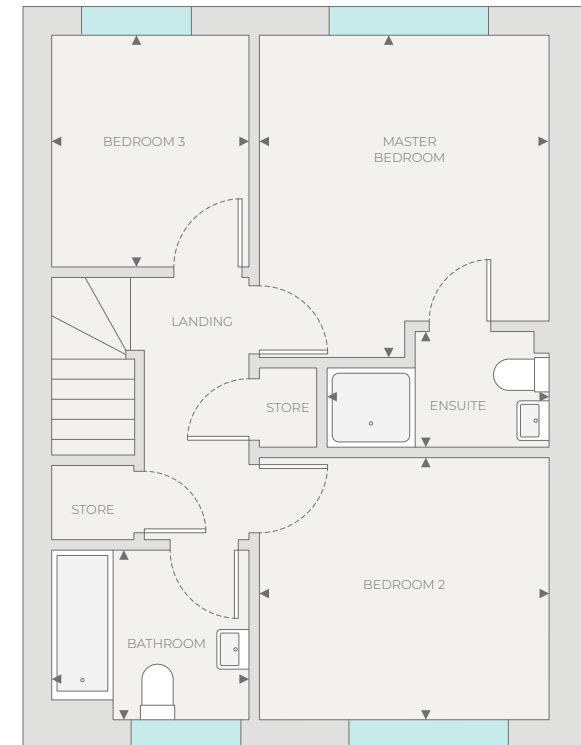 BEDROOM 3
MASTER
BEDROOM
LANDING
STORE
ENSUITE
STORE
BEDROOM 2
BATHROOM